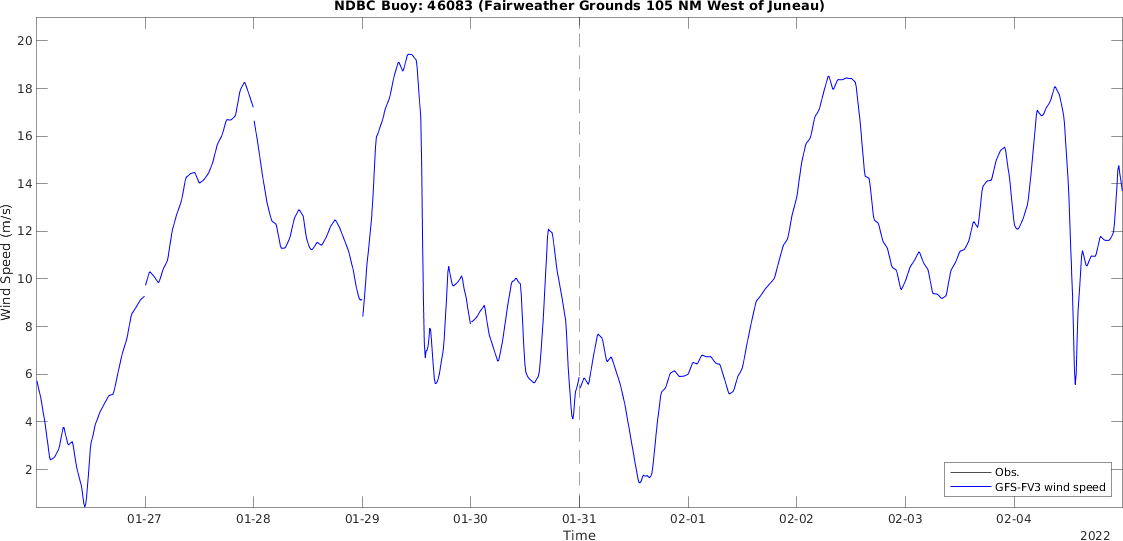 NDBC Buoy: 46083 (Fairweather Grounds 105 NM West of Juneau)
20
18
16
14
12
10
8
6
4
2
Wind Speed (m/s)
Obs.
GFS-FV3 wind speed
01-27 01-28 01-29 01-30 01-31 02-01 02-02 02-03 02-04
Time
2022